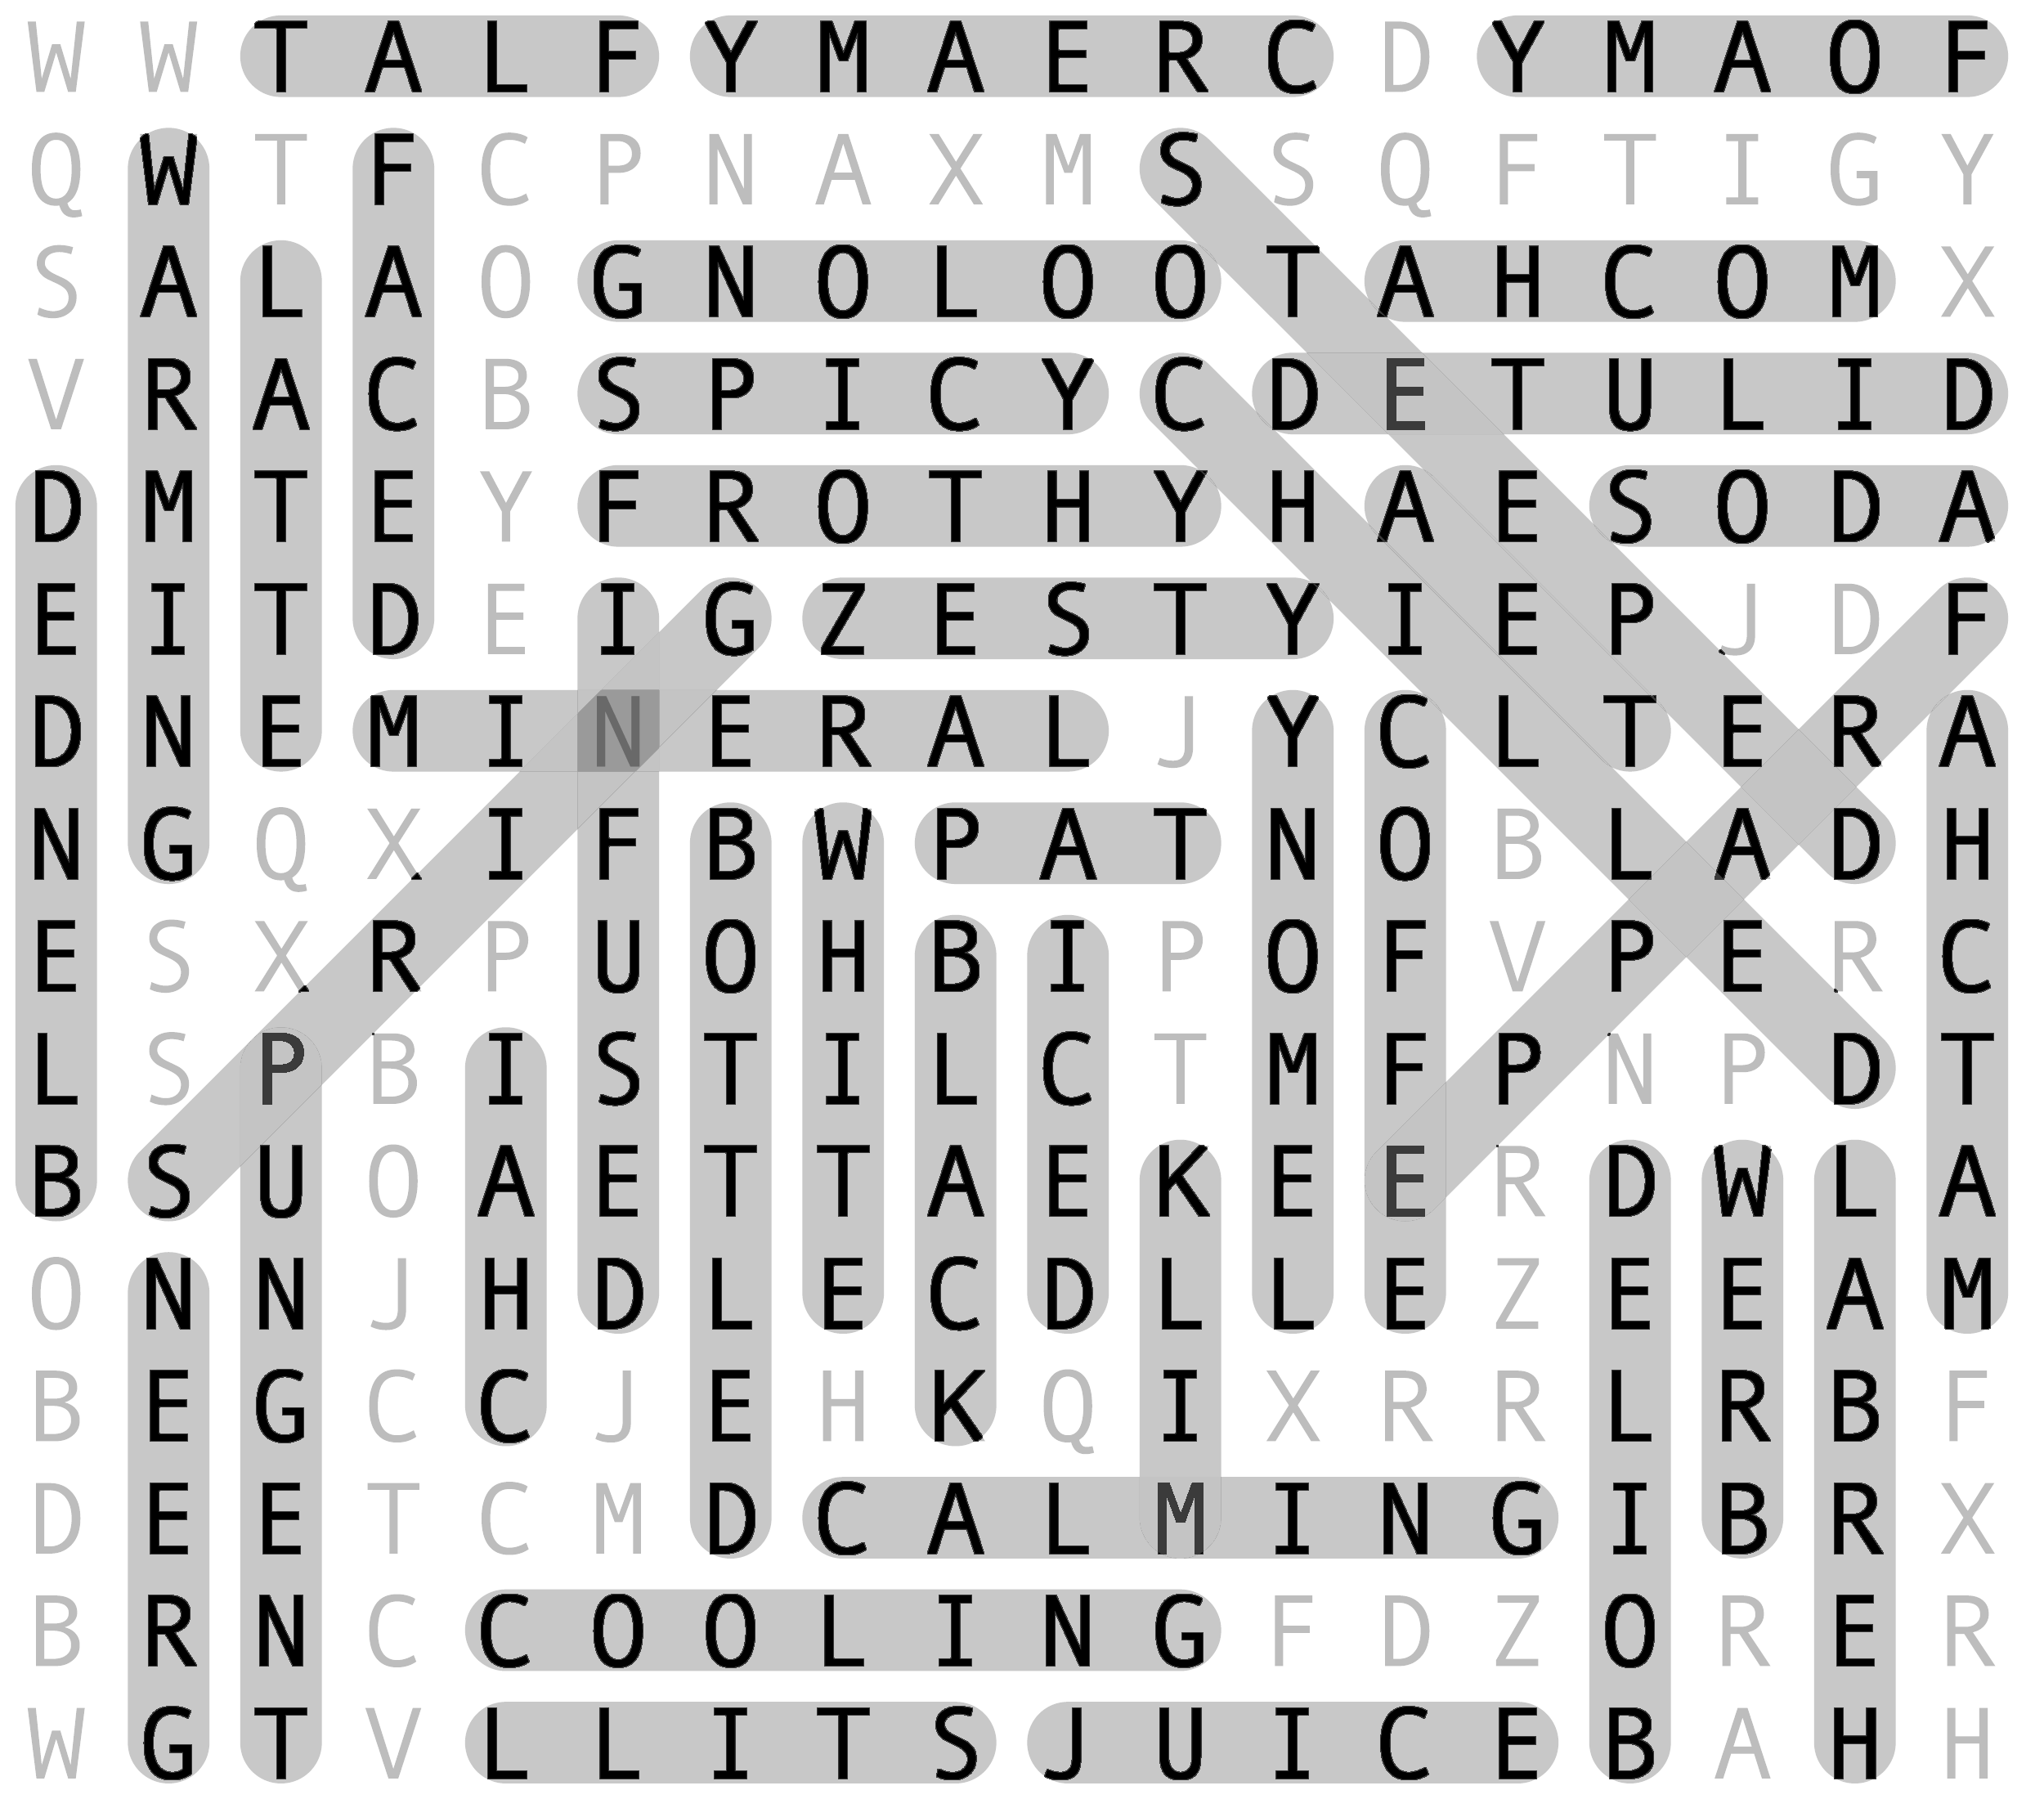 W W T A L F Y M A E R C D Y M A O F
Q W T F C P N A X M S S Q F T I G Y
S A L A O G N O L O O T A H C O M X
V R A C B S P I C Y C D E T U L I D
D M T E Y F R O T H Y H A E S O D A
E I T D E I G Z E S T Y I E P J D F
D N E M I N E R A L J Y C L T E R A
N G Q X I F B W P A T N O B L A D H
E S X R P U O H B I P O F V P E R C
L S P B I S T I L C T M F P N P D T
B S U O A E T T A E K E E R D W L A
O N N J H D L E C D L L E Z E E A M
B E G C C J E H K Q I X R R L R B F
D E E T C M D C A L M I N G I B R X
B R N C C O O L I N G F D Z O R E R
W G T V L L I T S J U I C E B A H H